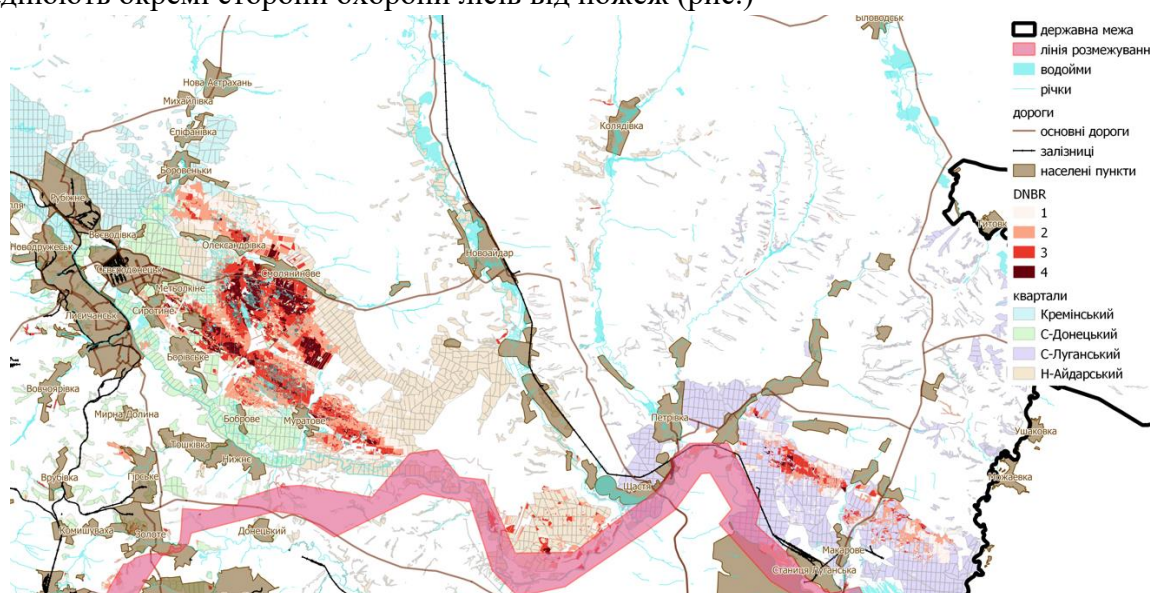 днюють окремі сторони охорони лісів від пожеж (рис.)
Біловодськ
державна межа
лінія розмежуванн
водойми
річки
дороги
основні дороги
залізниці
населені пункти
DNBR
1
2
3
4
квартали
Кремінський
С-Донецький
С-Луганський
Н-Айдарський
Нова Астрахань
Михайлівка
Єпіфанівка
Боровеньки
Колядівка
Рубіжне
Воєводівка
Новодружеськ
Сєвєродонецьк
Олександрівка
Смолянинове
Метьолкіне
Сиротине
Лисичанськ
Борівське
Новоайдар
Вовчоярівка
Мирна Долина
Боброве
Муратове
Тошківка
Нижнє
Петрівка
Ушаковка
Можаевка
Врубівка
Гірське
Щастя
Комишуваха
Золоте
Донецький
Макарове
Станиця Луганська